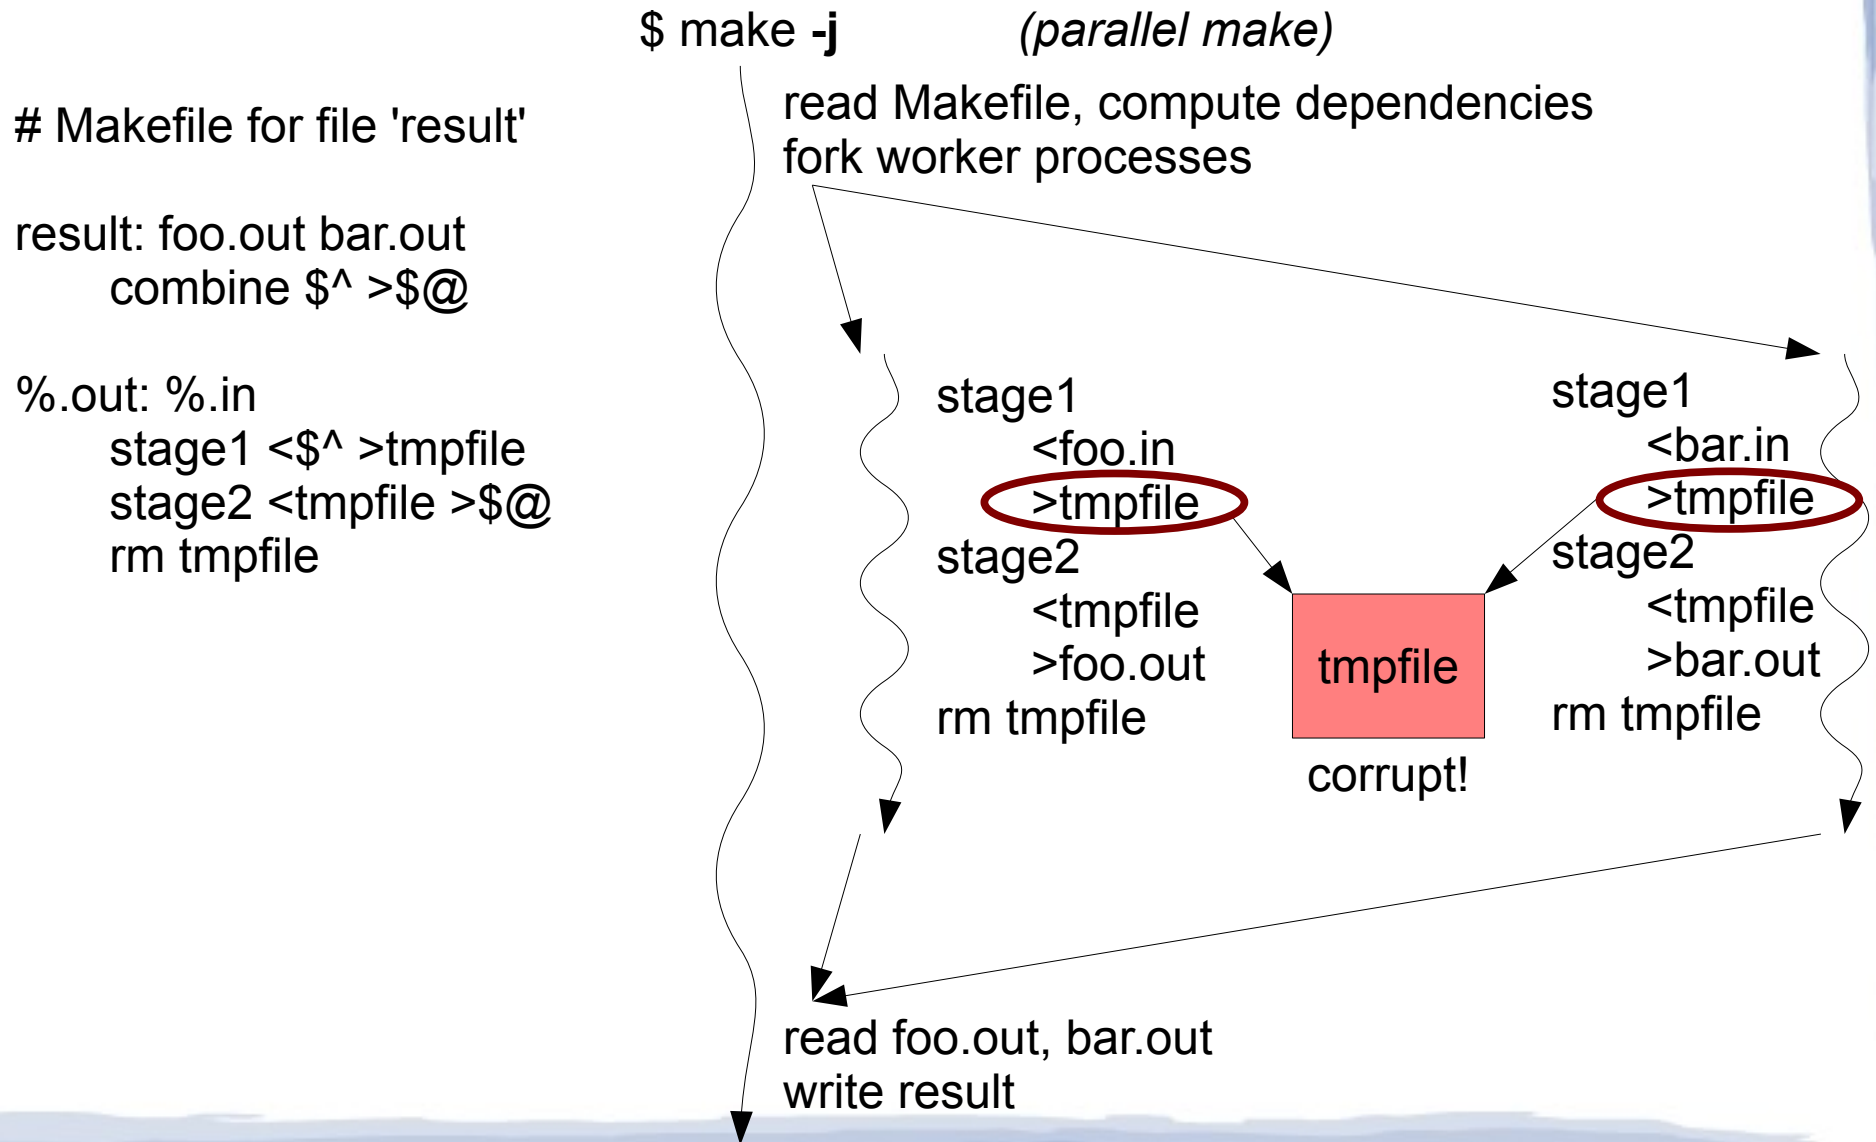 $ make -j (parallel make)
# Makefile for file 'result'
result: foo.out bar.out
combine $^ >$@
%.out: %.in
stage1 <$^ >tmpfile
stage2 <tmpfile >$@
rm tmpfile
read Makefile, compute dependencies
fork worker processes
stage1
<foo.in
>tmpfile
stage2
<tmpfile
>foo.out
rm tmpfile
tmpfile
corrupt!
stage1
<bar.in
>tmpfile
stage2
<tmpfile
>bar.out
rm tmpfile
read foo.out, bar.out
write result